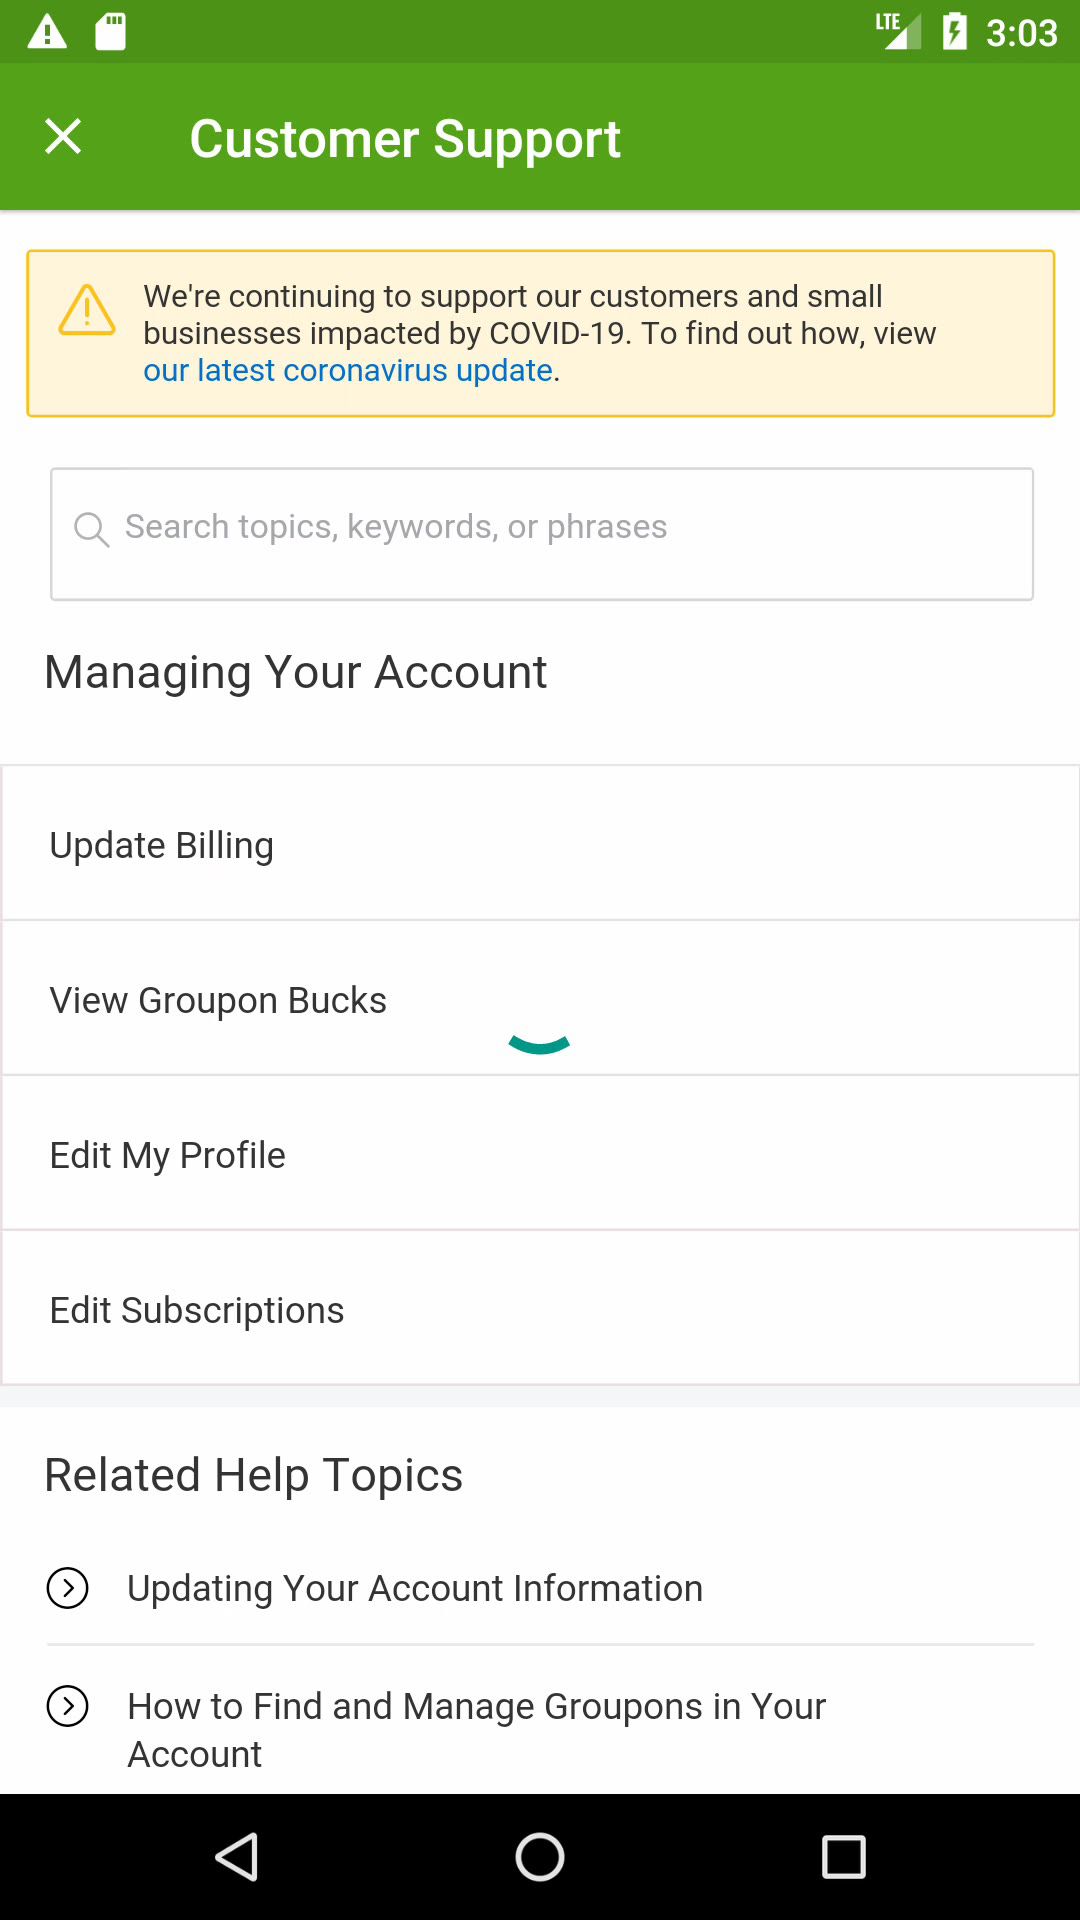 LTE 3:03
Customer Support
We're continuing to support our customers and small
businesses impacted by COVID-19. To find out how, view
our latest coronavirus update.
Search topics, keywords, or phrases
Managing Your Account
Update Billing
View Groupon Bucks
Edit My Profile
Edit Subscriptions
Related Help Topics
Updating Your Account Information
How to Find and Manage Groupons in Your
Account